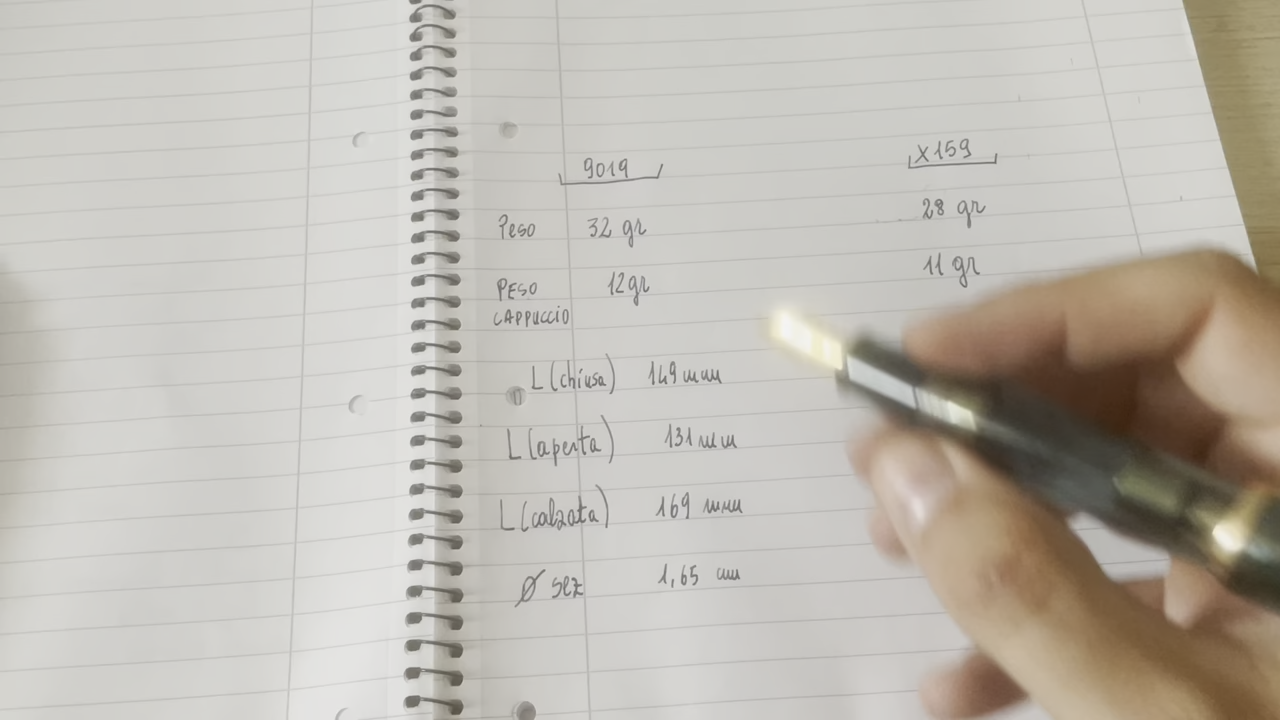 9019 X159
Peso 32 gr 28 gr
PESO 12gr 11 gr
CAPPUCCIO
L (chiusa) 149 mm
L (aperta) 131 mm
L (calzata) 169 mm
Ø sez 1,65 cm